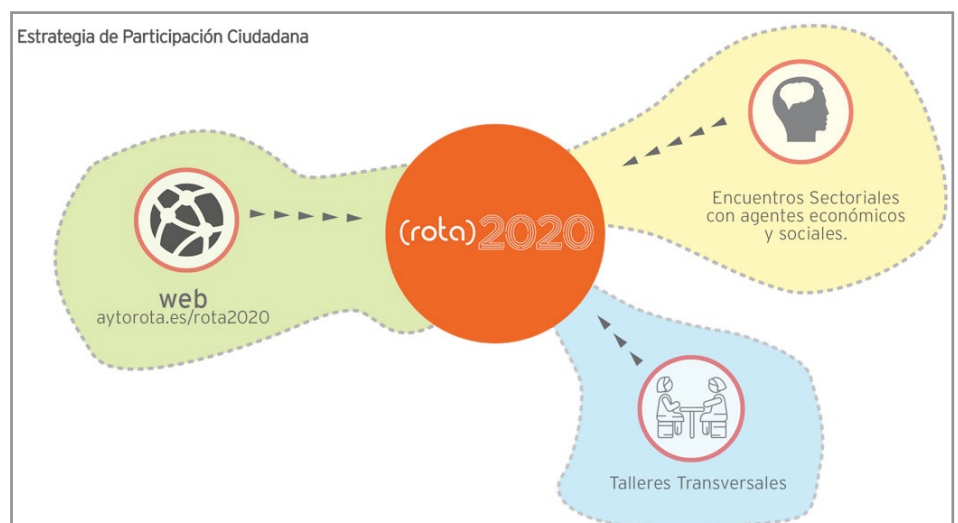 Estrategia de Participación Ciudadana
(rota)2020
web
aytorota.es/rota2020
Encuentros Sectoriales
con agentes económicos
y sociales.
Talleres Transversales